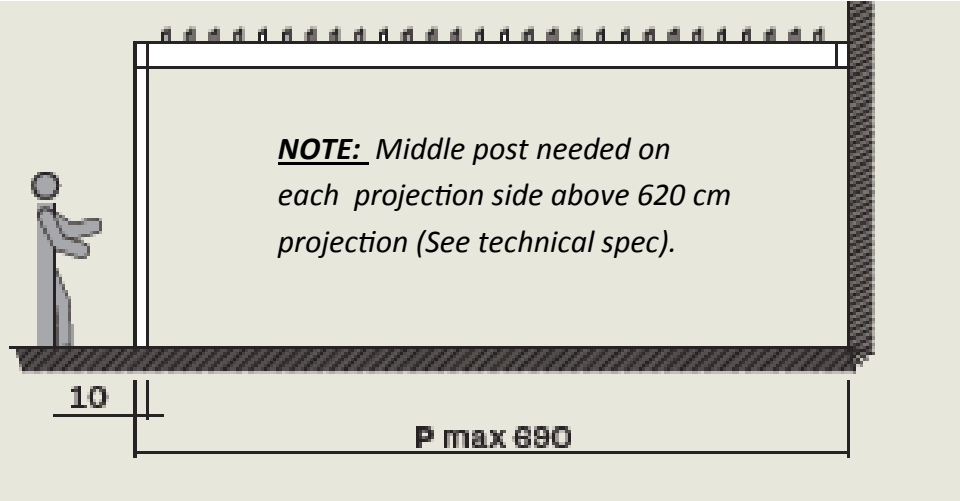 NOTE: Middle post needed on
each projection side above 620 cm
projection (See technical spec).
10
P max 690